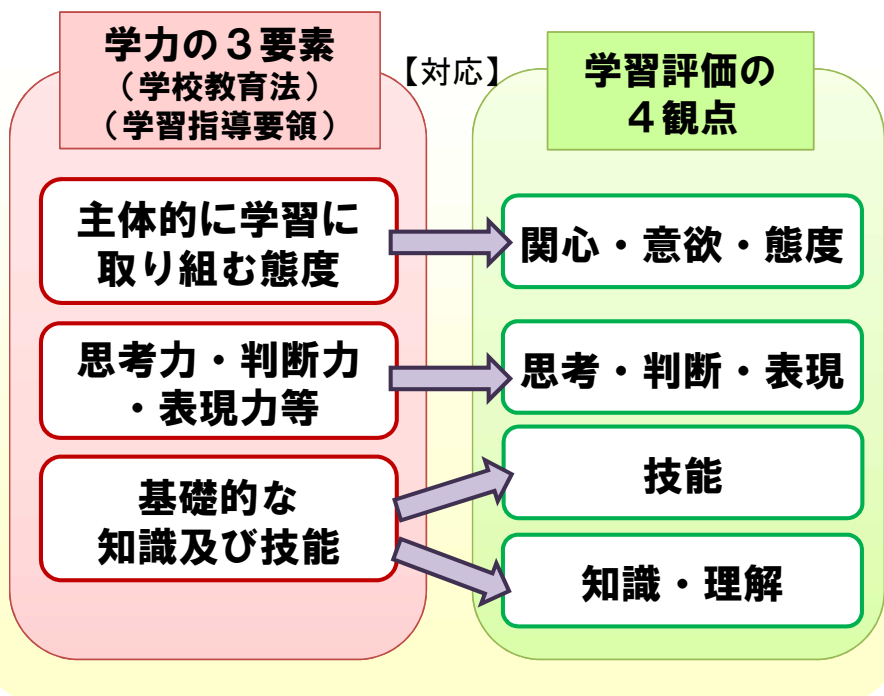 学力の３要素
（学校教育法）
（学習指導要領）
【対応】
学習評価の
４観点
主体的に学習に
取り組む態度
関心・意欲・態度
思考力・判断力
・表現力等
思考・判断・表現
基礎的な
知識及び技能
技能
知識・理解